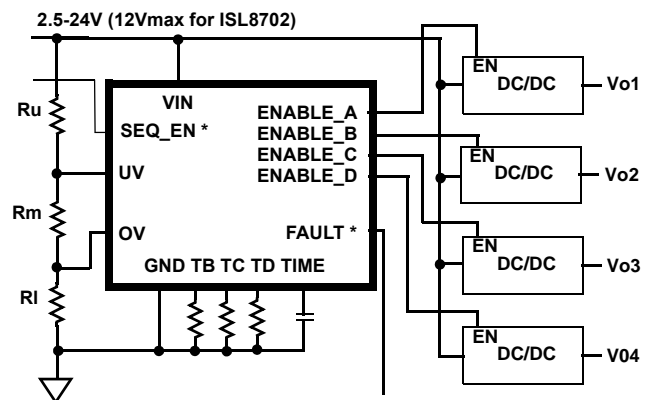 2.5-24V (12Vmax for ISL8702)
EN
DC/DC
Vo1
Ru
VIN
SEQ_EN *
ENABLE_A
ENABLE_B
ENABLE_C
ENABLE_D
EN
DC/DC
Vo2
UV
Rm
OV
FAULT *
EN
DC/DC
Vo3
GND TB TC TD TIME
Rl
EN
DC/DC
V04